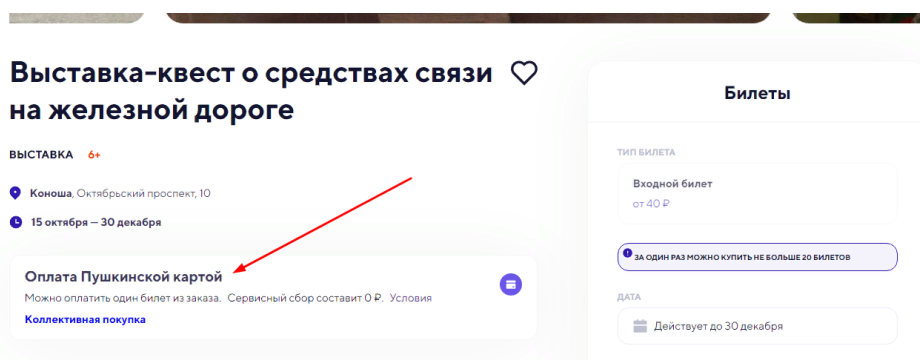 Выставка-квест о средствах связи
на железной дороге
ВЫСТАВКА 6+
Коноша, Октябрьский проспект, 10
15 октября — 30 декабря
Оплата Пушкинской картой
Можно оплатить один билет из заказа. Сервисный сбор составит 0 ₽. Условия
Коллективная покупка
Билеты
ТИП БИЛЕТА
Входной билет
от 40 ₽
ЗА ОДИН РАЗ МОЖНО КУПИТЬ НЕ БОЛЬШЕ 20 БИЛЕТОВ
ДАТА
Действует до 30 декабря